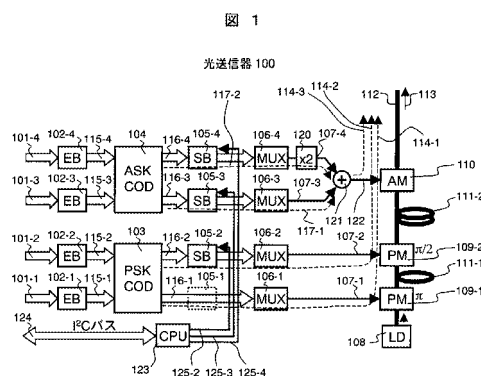 図 1
光送信器 100
114-2
117-2
114-3
112
113
101-4
102-4
115-4
104
116-4
105-4
106-4
120
107-4
114-1
EB
ASK COD
SB
MUX
x2
101-3
102-3
115-3
116-3
105-3
106-3
107-3
+
AM
110
EB
SB
MUX
121
122
111-2
117-1
101-2
102-2
115-2
103
116-2
105-2
106-2
107-2
EB
PSK COD
SB
MUX
PM
π/2
109-2
101-1
102-1
115-1
116-1
105-1
106-1
107-1
111-1
EB
MUX
PM
π
109-1
124
I²Cバス
CPU
123
125-2
125-3
125-4
108
LD